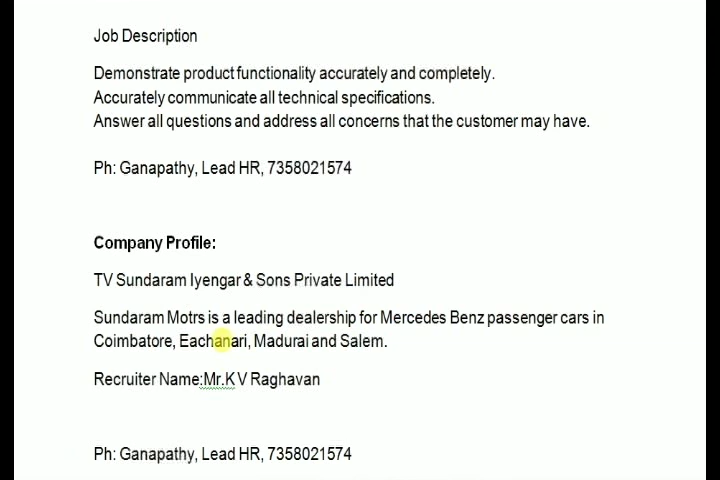 Job Description
Demonstrate product functionality accurately and completely.
Accurately communicate all technical specifications.
Answer all questions and address all concerns that the customer may have.
Ph: Ganapathy, Lead HR, 7358021574
Company Profile:
TV Sundaram Iyengar & Sons Private Limited
Sundaram Motrs is a leading dealership for Mercedes Benz passenger cars in
Coimbatore, Eachanari, Madurai and Salem.
Recruiter Name:Mr.K V Raghavan
Ph: Ganapathy, Lead HR, 7358021574